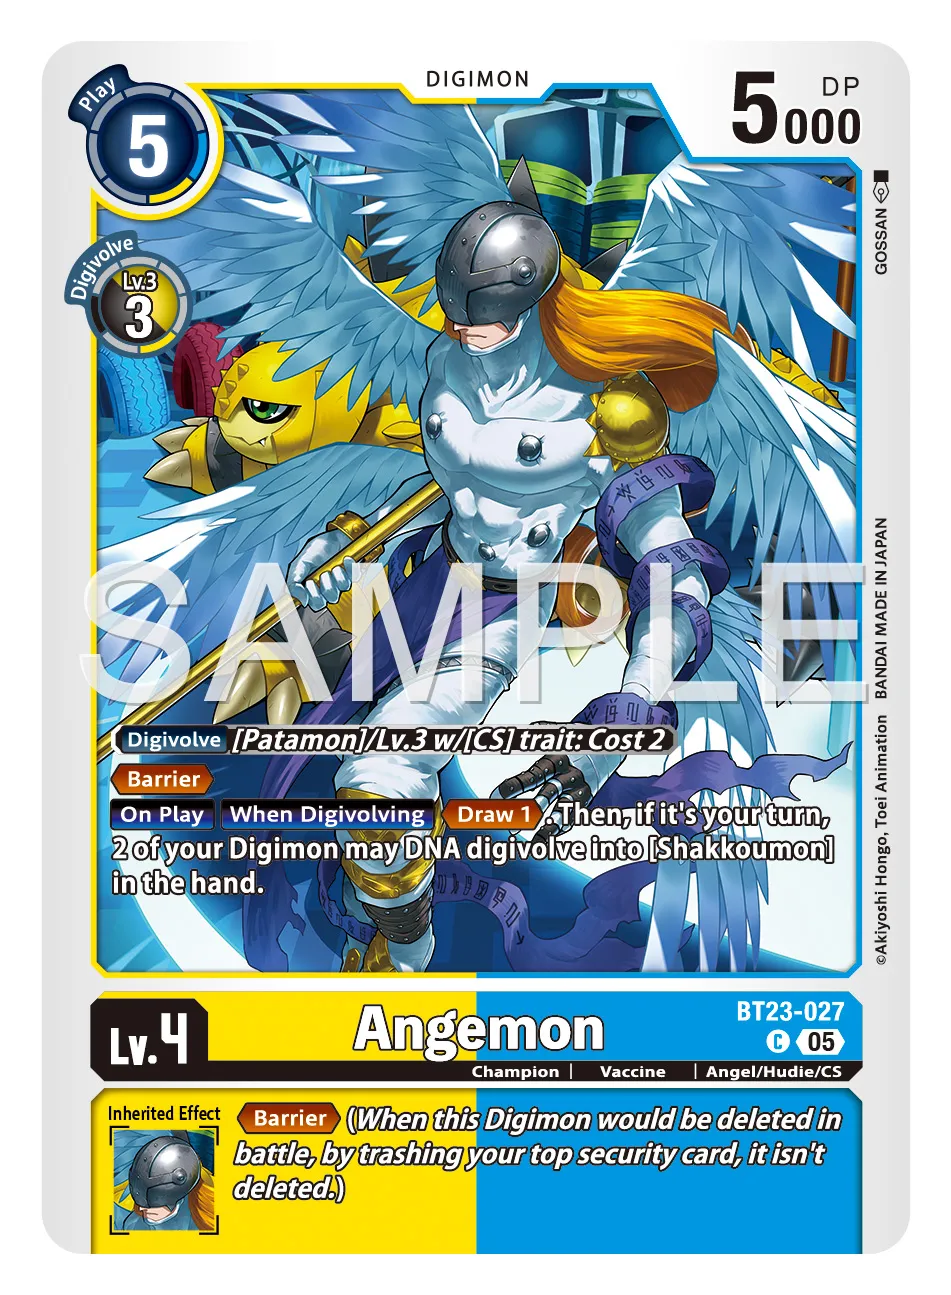 DIGIMON
Play
5
5000
DP
Digivolve
Lv.3
3
GOSSAN
BANDAI MADE IN JAPAN
©Akiyoshi Hongo, Toei Animation
SAMPLE
Digivolve [Patamon]/Lv.3 w/[CS] trait: Cost 2
Barrier
On Play When Digivolving Draw 1. Then, if it's your turn,
2 of your Digimon may DNA digivolve into [Shakkoumon]
in the hand.
Lv.4
Angemon
BT23-027
C 05
Champion | Vaccine | Angel/Hudie/CS
Inherited Effect
Barrier (When this Digimon would be deleted in
battle, by trashing your top security card, it isn't
deleted.)